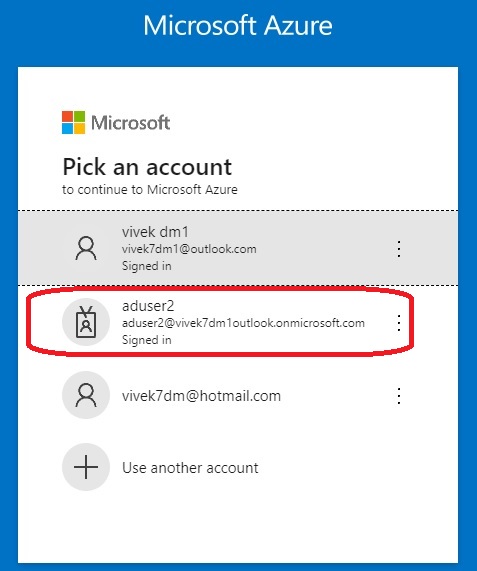 Microsoft Azure
Microsoft
Pick an account
to continue to Microsoft Azure
vivek dm1
vivek7dm1@outlook.com
Signed in
aduser2
aduser2@vivek7dm1outlook.onmicrosoft.com
Signed in
vivek7dm@hotmail.com
Use another account